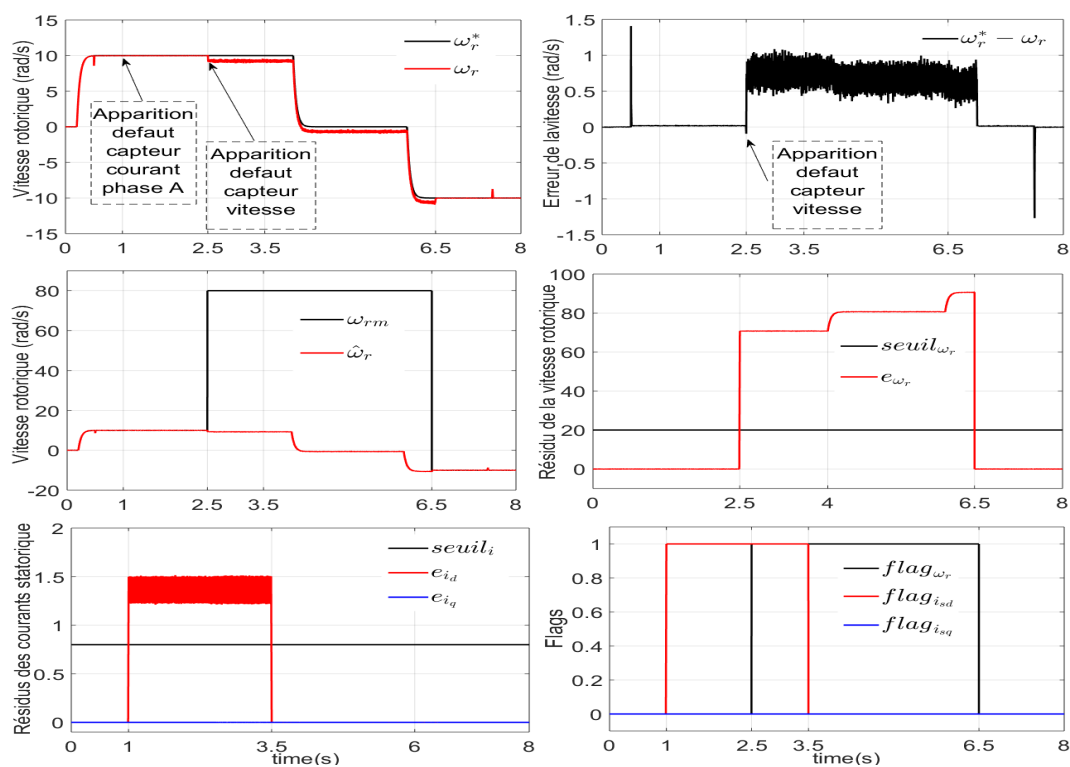 Vitesse rotorique (rad/s)
15
10
5
0
-5
-10
-15
0
1
2.5
3.5
6.5
8
ω*r
ωr
Apparition
defaut
capteur
courant
phase A
Apparition
defaut
capteur
vitesse
Erreur de lavitesse (rad/s)
1.5
1
0.5
0
-0.5
-1
-1.5
0
1
2.5
3.5
6.5
8
ω*r − ωr
Apparition
defaut
capteur
vitesse
Vitesse rotorique (rad/s)
80
60
40
20
0
-20
0
1
2.5
3.5
6.5
8
ωrm
ω̂r
Résidu de la vitesse rotorique
100
80
60
40
20
0
0
2.5
4
6.5
8
seuilωr
eωr
Résidus des courants statorique
2
1.5
1
0.5
0
0
1
3.5
6
8
time(s)
seuili
eid
eiq
Flags
1
0.8
0.6
0.4
0.2
0
0
1
2.5
3.5
6.5
8
time(s)
flagωr
flagisd
flagisq